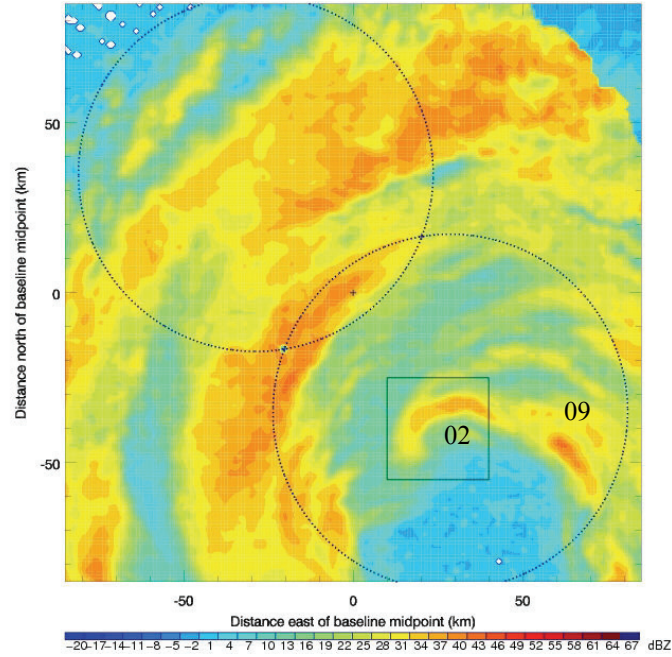 50
0
-50
Distance north of baseline midpoint (km)
09
02
-50 0 50
Distance east of baseline midpoint (km)
-20 -17 -14 -11 -8 -5 -2 1 4 7 10 13 16 19 22 25 28 31 34 37 40 43 46 49 52 55 58 61 64 67 dBZ